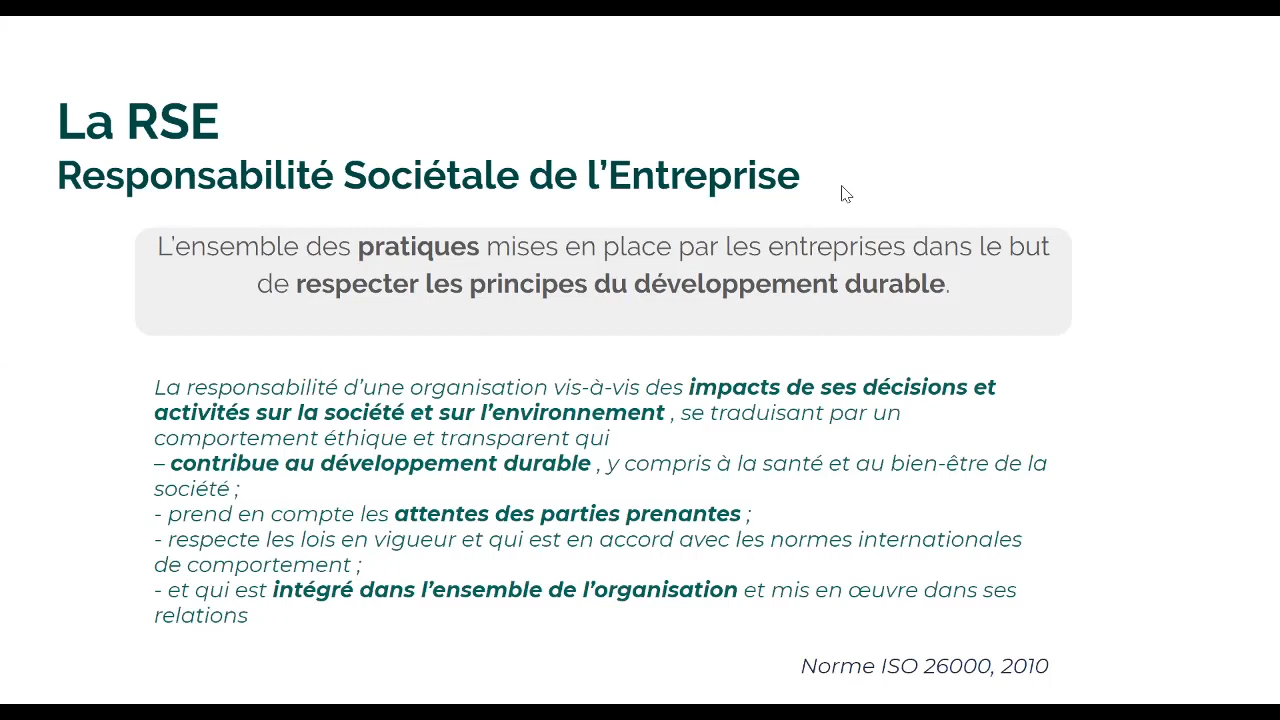 La RSE
Responsabilité Sociétale de l’Entreprise
L’ensemble des pratiques mises en place par les entreprises dans le but
de respecter les principes du développement durable.
La responsabilité d’une organisation vis-à-vis des impacts de ses décisions et
activités sur la société et sur l’environnement , se traduisant par un
comportement éthique et transparent qui
– contribue au développement durable , y compris à la santé et au bien-être de la
société ;
- prend en compte les attentes des parties prenantes ;
- respecte les lois en vigueur et qui est en accord avec les normes internationales
de comportement ;
- et qui est intégré dans l’ensemble de l’organisation et mis en œuvre dans ses
relations
Norme ISO 26000, 2010